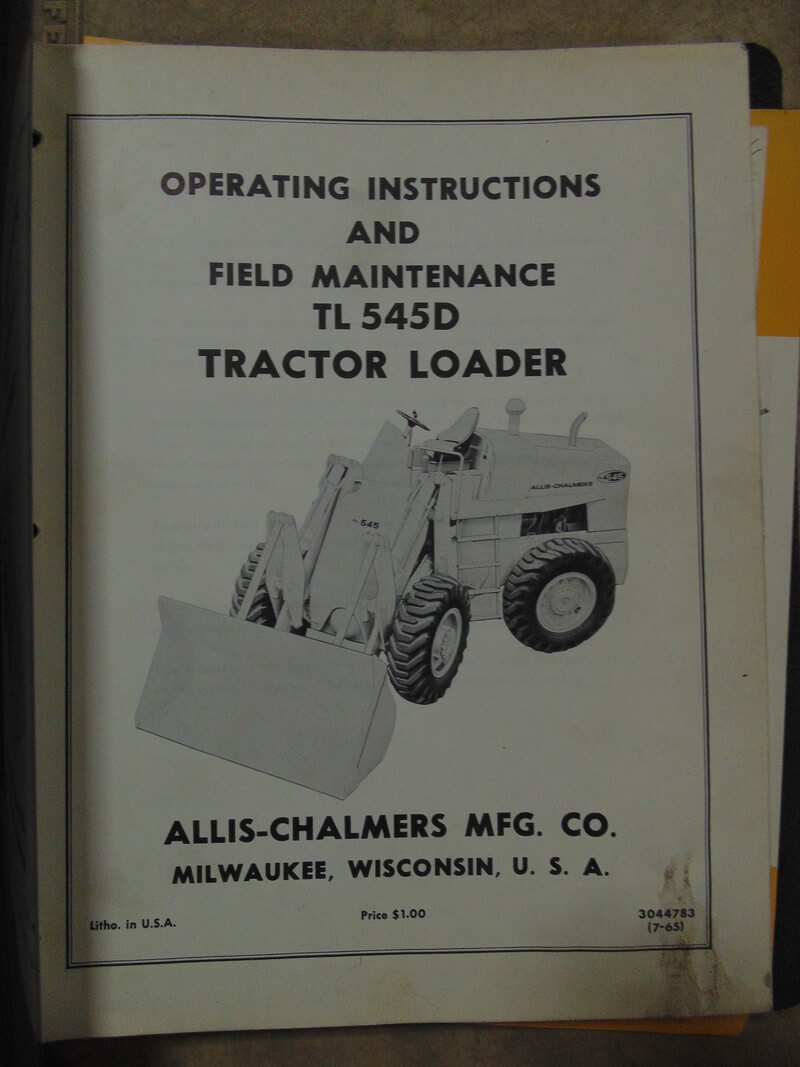 OPERATING INSTRUCTIONS
AND
FIELD MAINTENANCE
TL 545D
TRACTOR LOADER
ALLIS-CHALMERS
545
545
ALLIS-CHALMERS MFG. CO.
MILWAUKEE, WISCONSIN, U. S. A.
Litho. in U.S.A.
Price $1.00
3044783
(7-65)